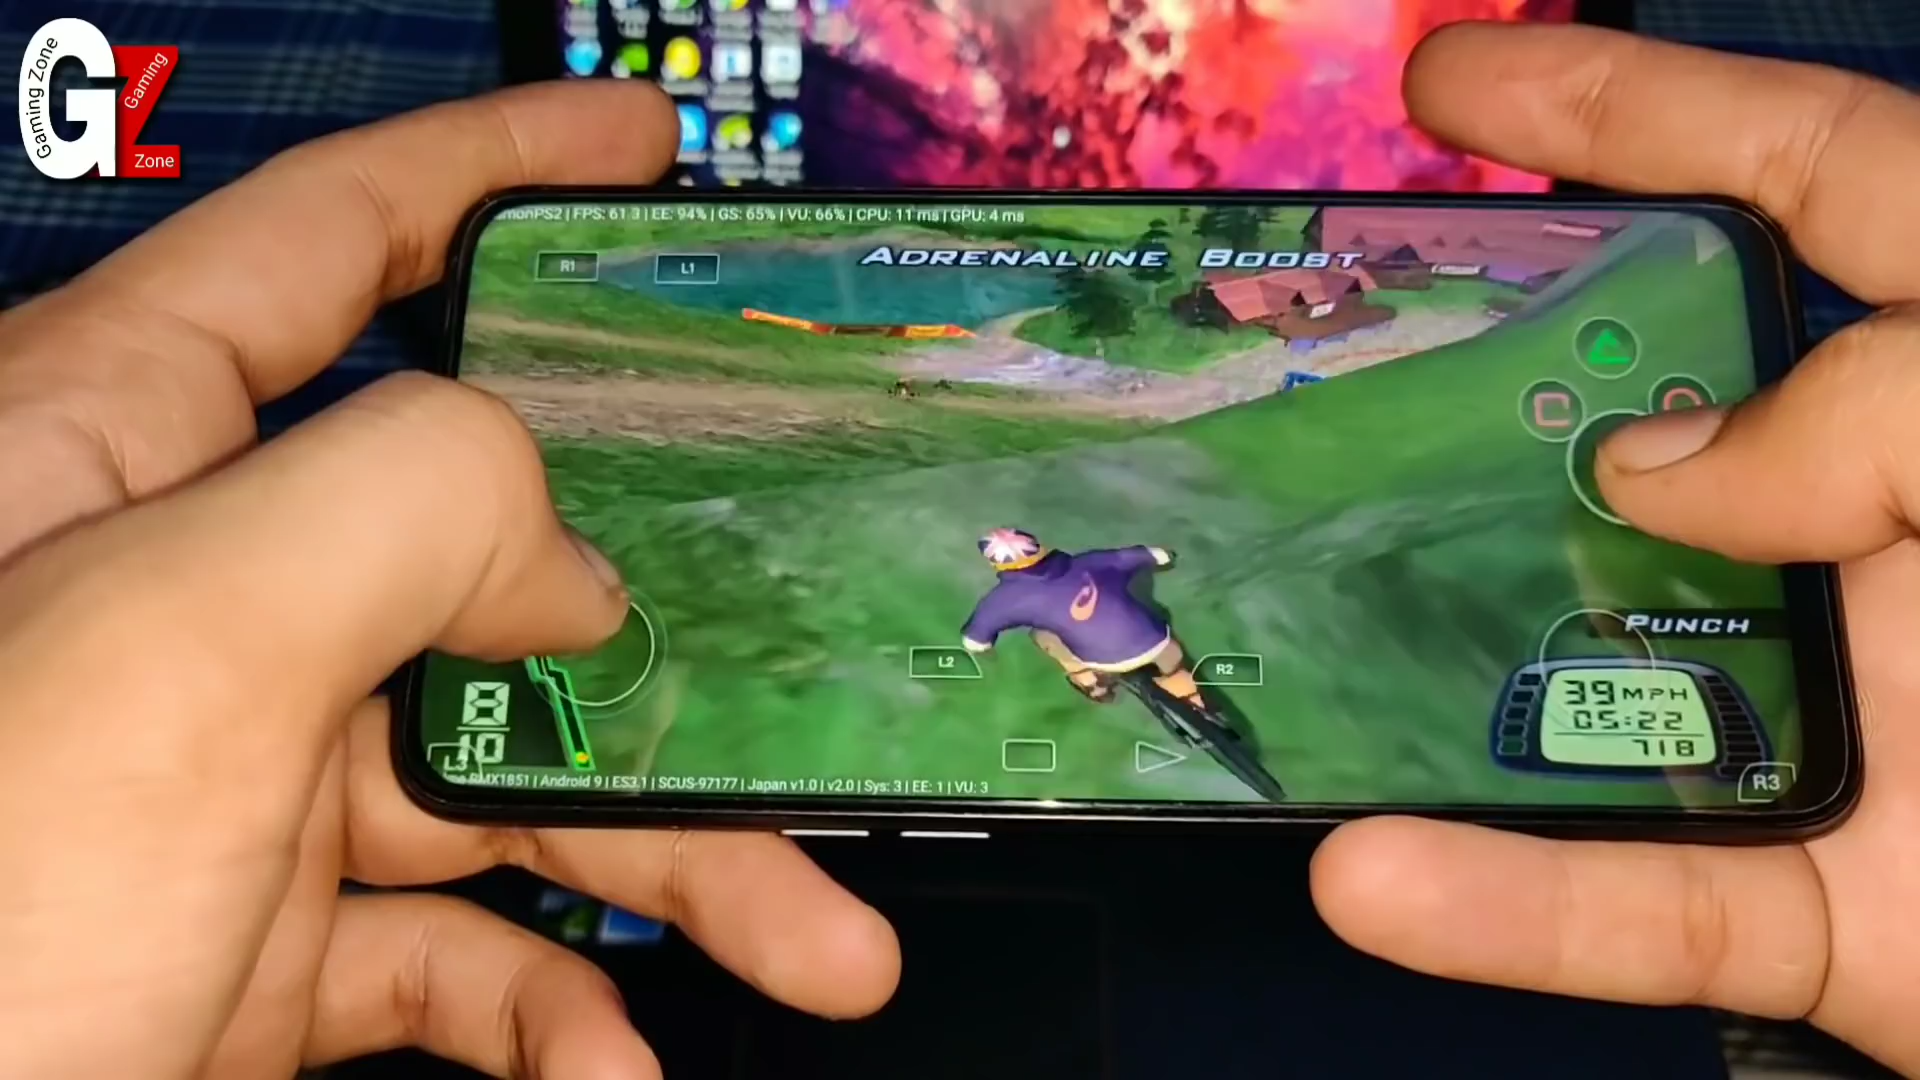 Gaming Zone
GZ
Gaming
Zone
monPS2 | FPS: 61.3 | EE: 94% | GS: 65% | VU: 66% | CPU: 11 ms | GPU: 4 ms
R1
L1
ADRENALINE BOOST
PUNCH
L2
R2
39 MPH
05:22
718
8
10
L3
RMX1851 | Android 9 | ES3.1 | SCUS-97177 | Japan v1.0 | v2.0 | Sys: 3 | EE: 1 | VU: 3
R3